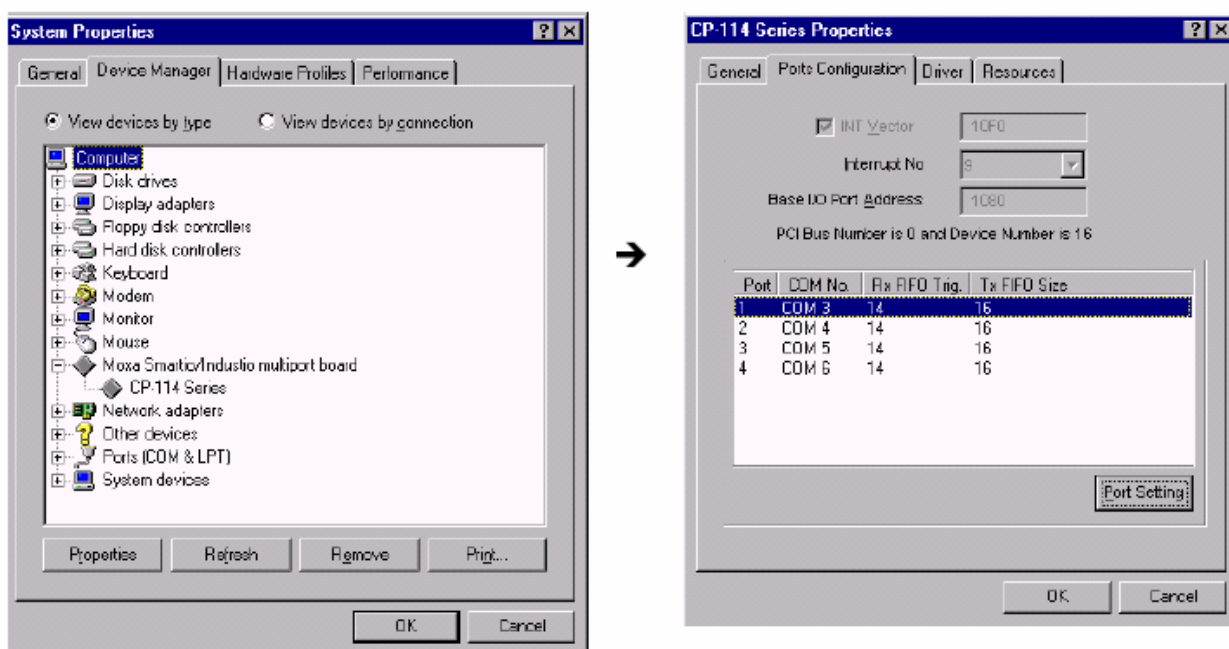 System Properties
General Device Manager Hardware Profiles Performance
View devices by type View devices by connection
Computer
Disk drives
Display adapters
Floppy disk controllers
Hard disk controllers
Keyboard
Modem
Monitor
Mouse
Moxa Smartio/Industio multiport board
CP-114 Series
Network adapters
Other devices
Ports (COM & LPT)
System devices
Properties Refresh Remove Print...
OK Cancel
CP-114 Series Properties
General Ports Configuration Driver Resources
INT Vector 10F0
Interrupt No 9
Base I/O Port Address 1080
PCI Bus Number is 0 and Device Number is 16
Port COM No. Rx FIFO Trig. Tx FIFO Size
1 COM 3 14 16
2 COM 4 14 16
3 COM 5 14 16
4 COM 6 14 16
Port Setting
OK Cancel